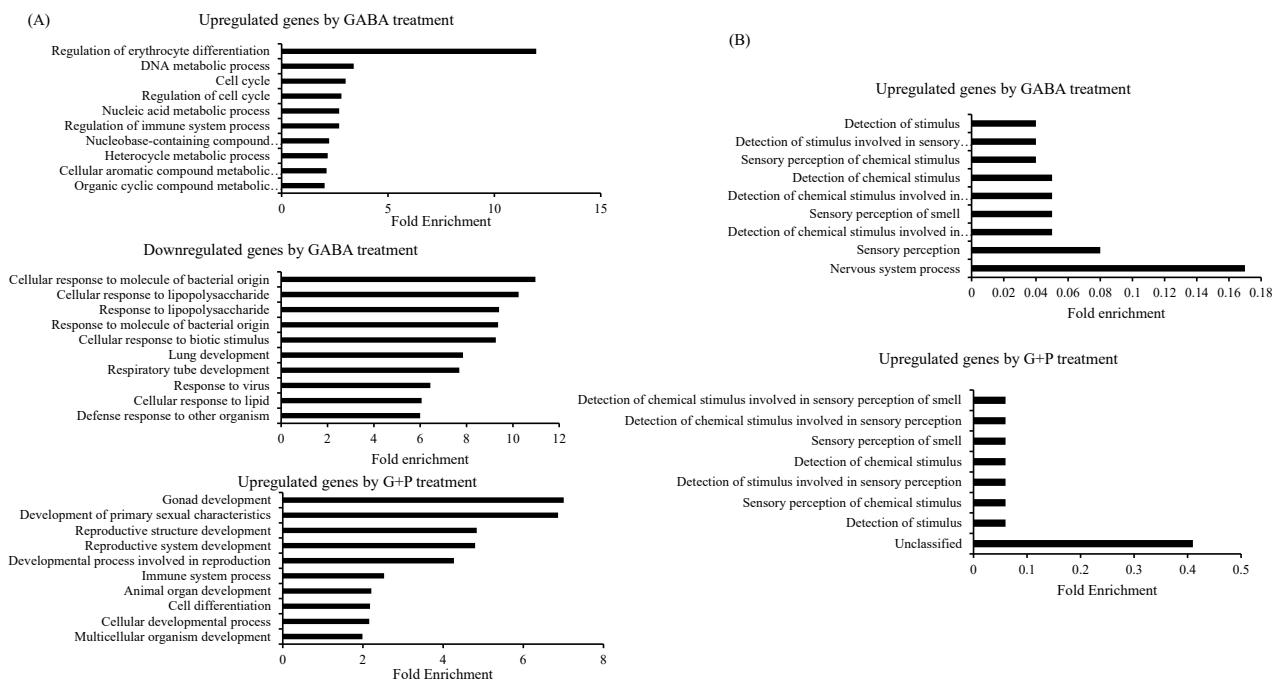 (A)
Upregulated genes by GABA treatment
Regulation of erythrocyte differentiation
DNA metabolic process
Cell cycle
Regulation of cell cycle
Nucleic acid metabolic process
Regulation of immune system process
Nucleobase-containing compound…
Heterocycle metabolic process
Cellular aromatic compound metabolic…
Organic cyclic compound metabolic…
0 5 10 15
Fold Enrichment
Downregulated genes by GABA treatment
Cellular response to molecule of bacterial origin
Cellular response to lipopolysaccharide
Response to lipopolysaccharide
Response to molecule of bacterial origin
Cellular response to biotic stimulus
Lung development
Respiratory tube development
Response to virus
Cellular response to lipid
Defense response to other organism
0 2 4 6 8 10 12
Fold enrichment
Upregulated genes by G+P treatment
Gonad development
Development of primary sexual characteristics
Reproductive structure development
Reproductive system development
Developmental process involved in reproduction
Immune system process
Animal organ development
Cell differentiation
Cellular developmental process
Multicellular organism development
0 2 4 6 8
Fold Enrichment
(B)
Upregulated genes by GABA treatment
Detection of stimulus
Detection of stimulus involved in sensory…
Sensory perception of chemical stimulus
Detection of chemical stimulus
Detection of chemical stimulus involved in…
Sensory perception of smell
Detection of chemical stimulus involved in…
Sensory perception
Nervous system process
0 0.02 0.04 0.06 0.08 0.1 0.12 0.14 0.16 0.18
Fold enrichment
Upregulated genes by G+P treatment
Detection of chemical stimulus involved in sensory perception of smell
Detection of chemical stimulus involved in sensory perception
Sensory perception of smell
Detection of chemical stimulus
Detection of stimulus involved in sensory perception
Sensory perception of chemical stimulus
Detection of stimulus
Unclassified
0 0.1 0.2 0.3 0.4 0.5
Fold Enrichment